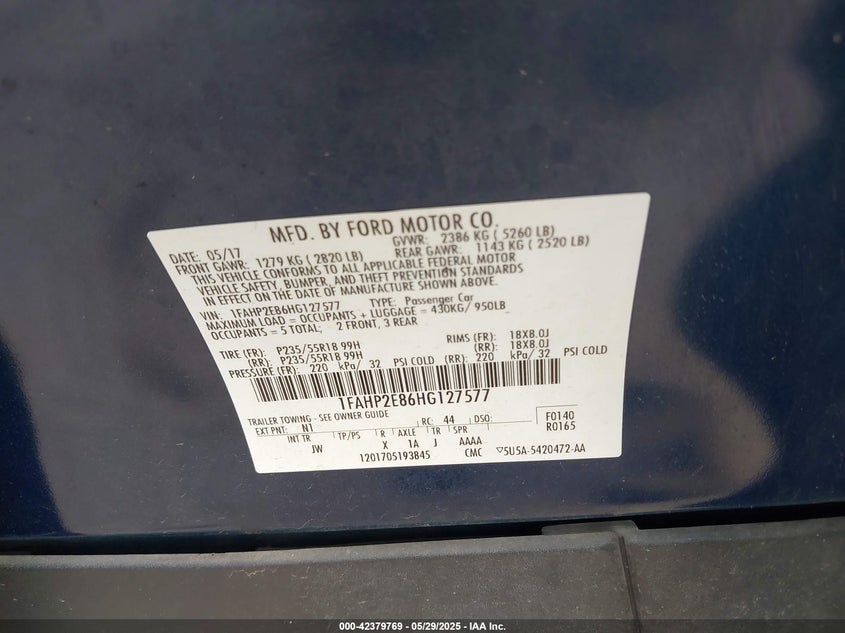 MFD. BY FORD MOTOR CO.
DATE: 05/17 GVWR: 2386 KG ( 5260 LB)
FRONT GAWR: 1279 KG ( 2820 LB) REAR GAWR: 1143 KG ( 2520 LB)
THIS VEHICLE CONFORMS TO ALL APPLICABLE FEDERAL MOTOR
VEHICLE SAFETY, BUMPER, AND THEFT PREVENTION STANDARDS
IN EFFECT ON THE DATE OF MANUFACTURE SHOWN ABOVE.
VIN: 1FAHP2E86HG127577 TYPE: Passenger Car
MAXIMUM LOAD = OCCUPANTS + LUGGAGE = 430KG/ 950LB
OCCUPANTS = 5 TOTAL; 2 FRONT, 3 REAR
TIRE (FR): P235/55R18 99H RIMS (FR): 18X8.0J
(RR): P235/55R18 99H (RR): 18X8.0J
PRESSURE (FR): 220 kPa/ 32 PSI COLD (RR): 220 kPa/ 32 PSI COLD
1FAHP2E86HG127577
TRAILER TOWING - SEE OWNER GUIDE
EXT PNT: N1 RC: 44 DSO: F0140
R0165
INT TR TP/PS R AXLE TR SPR
JW X 1A J AAAA
1201705193845 CMC ▽5U5A-5420472-AA
000-42379769 — 05/29/2025 - IAA Inc.